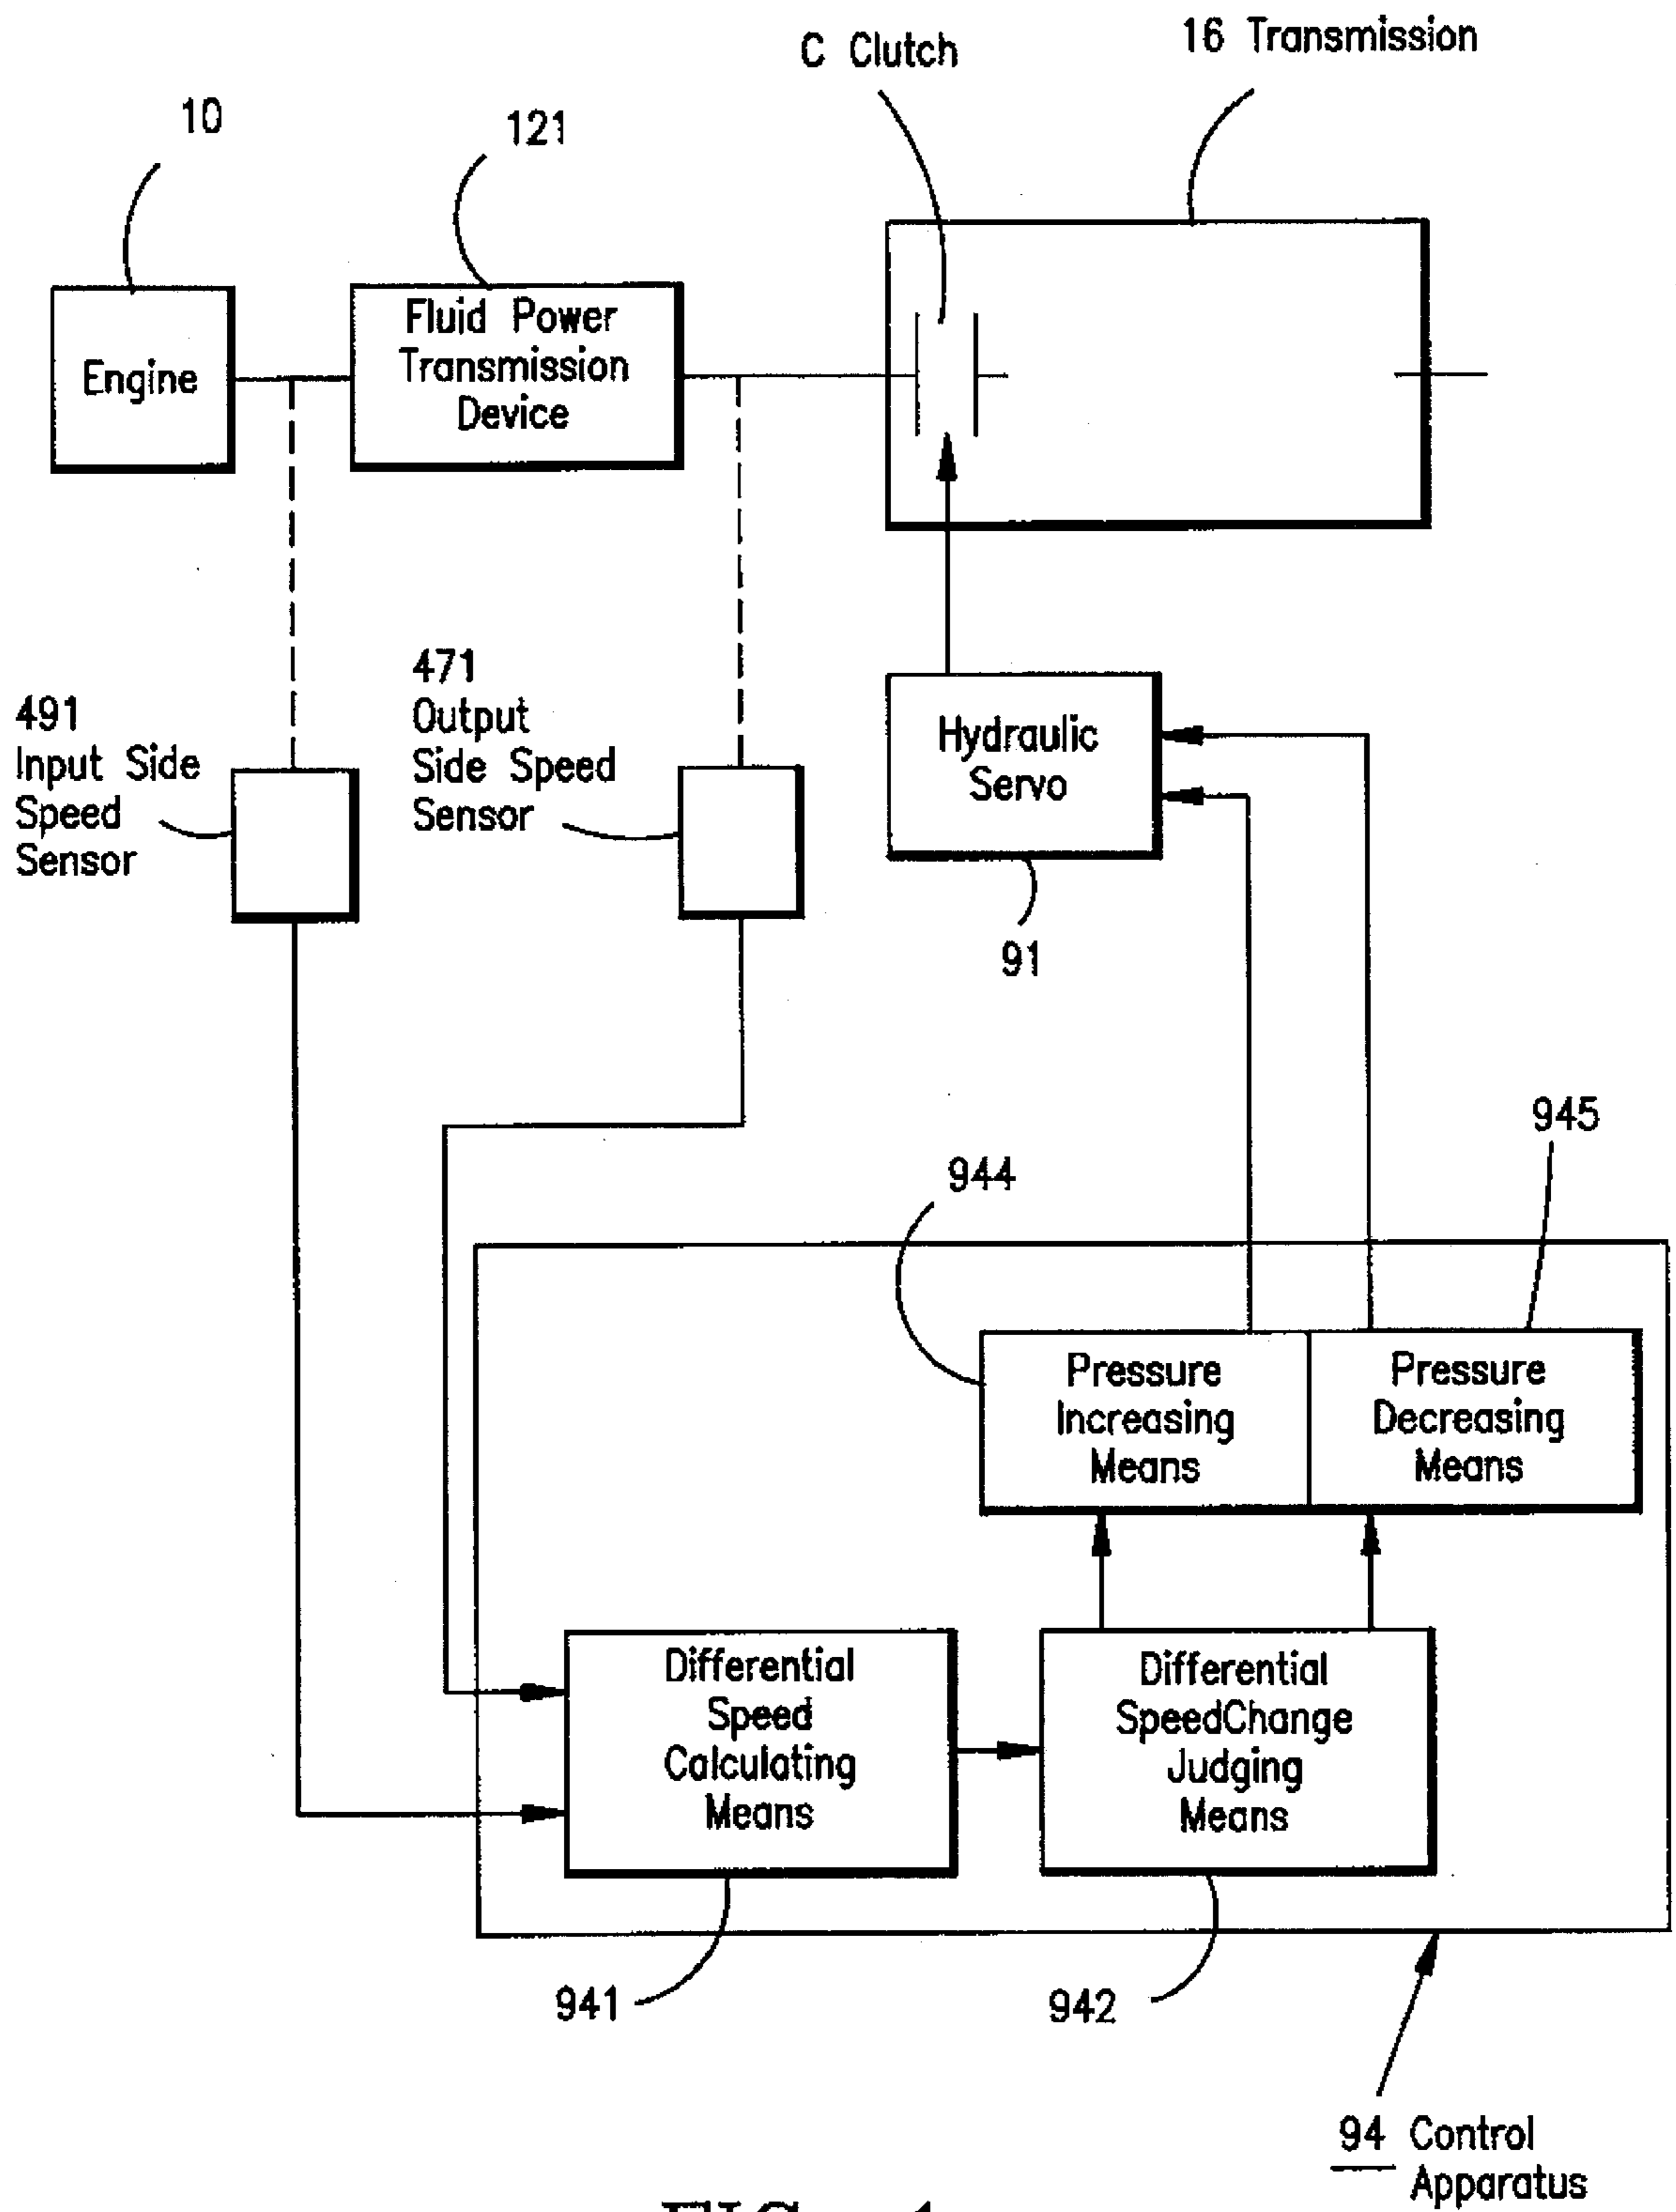 C Clutch
16 Transmission
10
121
Engine
Fluid Power
Transmission
Device
491
Input Side
Speed
Sensor
471
Output
Side Speed
Sensor
Hydraulic
Servo
91
944
945
Pressure
Increasing
Means
Pressure
Decreasing
Means
Differential
Speed
Calculating
Means
Differential
SpeedChange
Judging
Means
941
942
94 Control
Apparatus